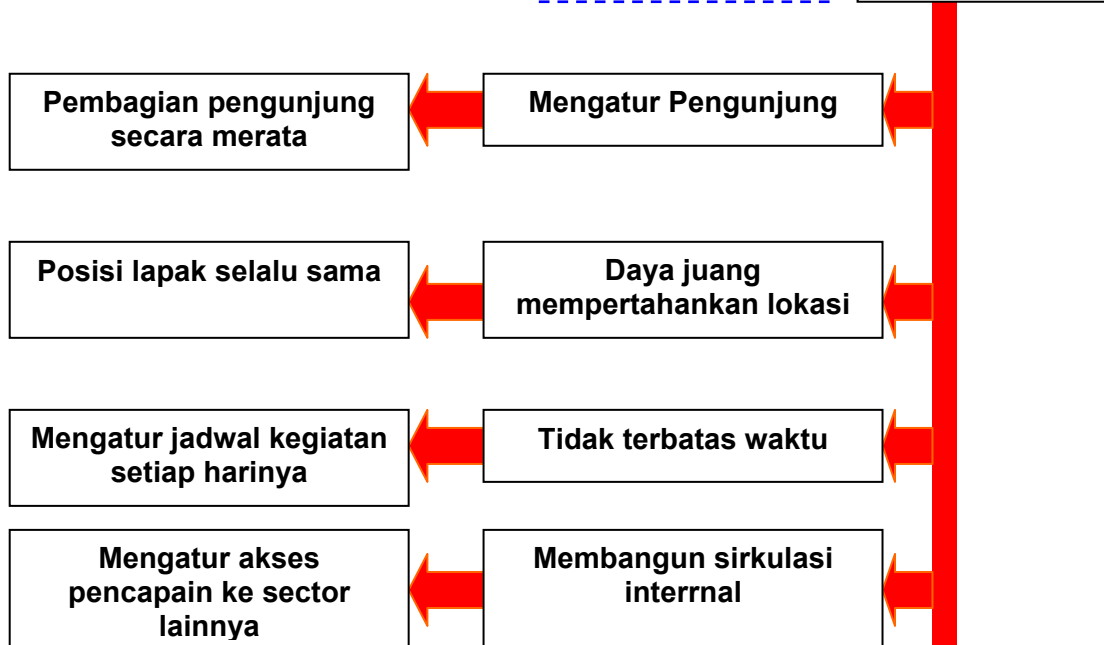 Pembagian pengunjung
secara merata
Mengatur Pengunjung
Posisi lapak selalu sama
Daya juang
mempertahankan lokasi
Mengatur jadwal kegiatan
setiap harinya
Tidak terbatas waktu
Mengatur akses
pencapain ke sector
lainnya
Membangun sirkulasi
interrnal